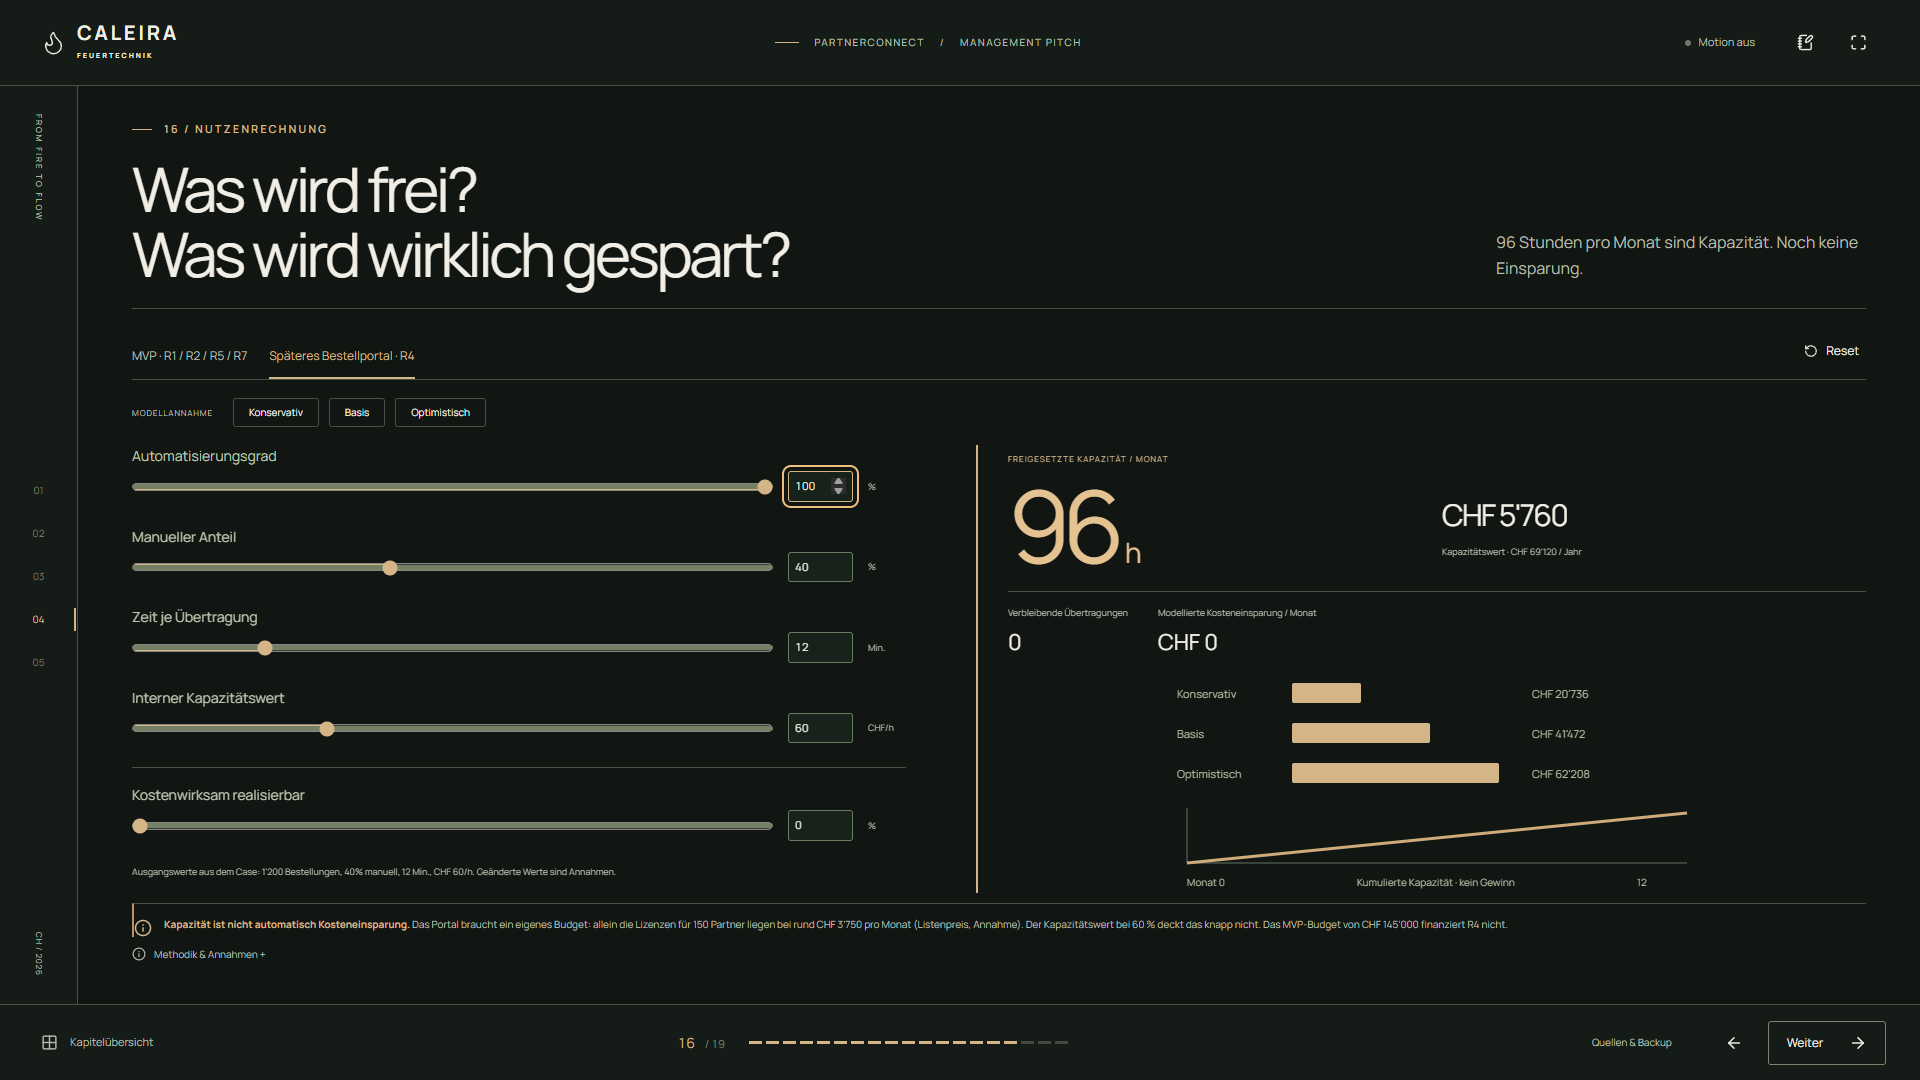 CALEIRA
FEUERTECHNIK
PARTNERCONNECT / MANAGEMENT PITCH
Motion aus
FROM FIRE TO FLOW
16 / NUTZENRECHNUNG
Was wird frei?
Was wird wirklich gespart?
96 Stunden pro Monat sind Kapazität. Noch keine
Einsparung.
MVP · R1 / R2 / R5 / R7
Späteres Bestellportal · R4
Reset
MODELLANNAHME
Konservativ
Basis
Optimistisch
Automatisierungsgrad
100 %
Manueller Anteil
40 %
Zeit je Übertragung
12 Min.
Interner Kapazitätswert
60 CHF/h
Kostenwirksam realisierbar
0 %
Ausgangswerte aus dem Case: 1'200 Bestellungen, 40% manuell, 12 Min., CHF 60/h. Geänderte Werte sind Annahmen.
FREIGESETZTE KAPAZITÄT / MONAT
96 h
CHF 5'760
Kapazitätswert · CHF 69'120 / Jahr
Verbleibende Übertragungen
0
Modellierte Kosteneinsparung / Monat
CHF 0
Konservativ CHF 20'736
Basis CHF 41'472
Optimistisch CHF 62'208
Monat 0 Kumulierte Kapazität · kein Gewinn 12
Kapazität ist nicht automatisch Kosteneinsparung. Das Portal braucht ein eigenes Budget: allein die Lizenzen für 150 Partner liegen bei rund CHF 3'750 pro Monat (Listenpreis, Annahme). Der Kapazitätswert bei 60 % deckt das knapp nicht. Das MVP-Budget von CHF 145'000 finanziert R4 nicht.
Methodik & Annahmen +
01
02
03
04
05
CH / 2026
Kapitelübersicht
16 / 19
Quellen & Backup
Weiter